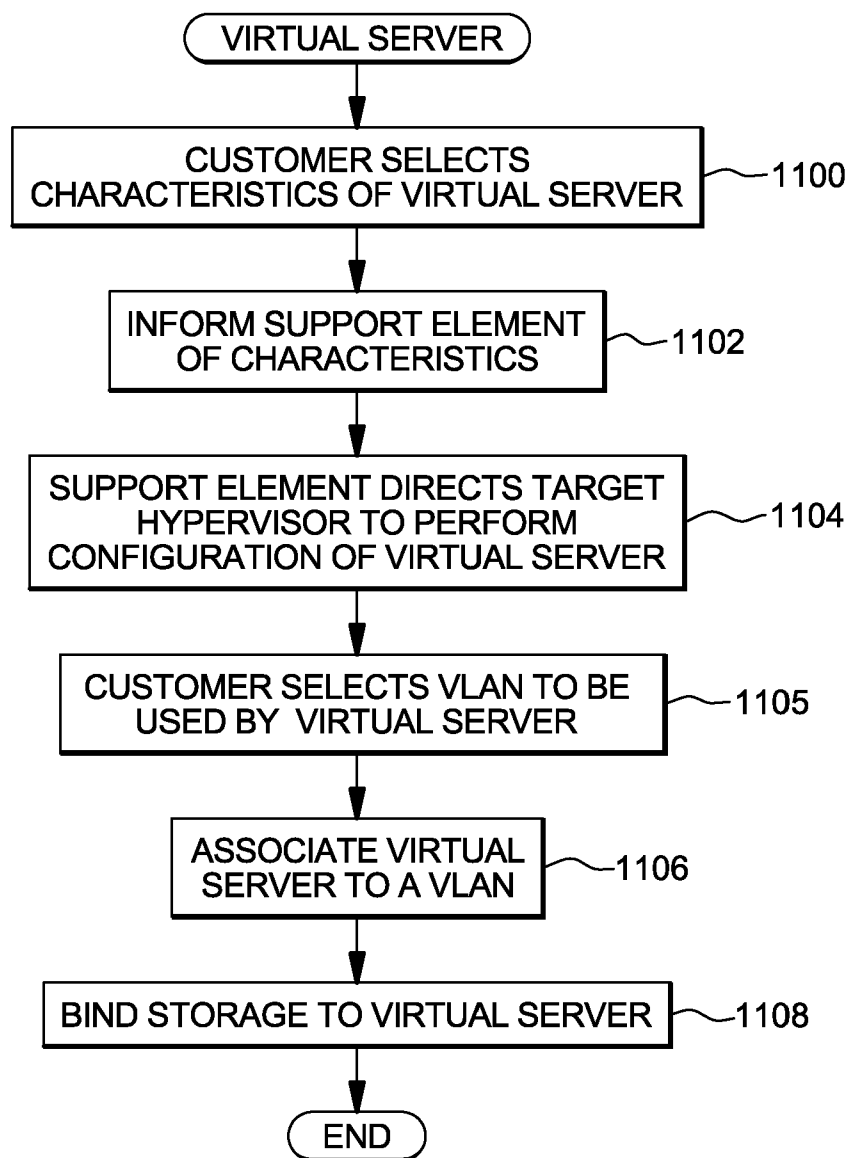 VIRTUAL SERVER
CUSTOMER SELECTS
CHARACTERISTICS OF VIRTUAL SERVER
1100
INFORM SUPPORT ELEMENT
OF CHARACTERISTICS
1102
SUPPORT ELEMENT DIRECTS TARGET
HYPERVISOR TO PERFORM
CONFIGURATION OF VIRTUAL SERVER
1104
CUSTOMER SELECTS VLAN TO BE
USED BY VIRTUAL SERVER
1105
ASSOCIATE VIRTUAL
SERVER TO A VLAN
1106
BIND STORAGE TO VIRTUAL SERVER
1108
END